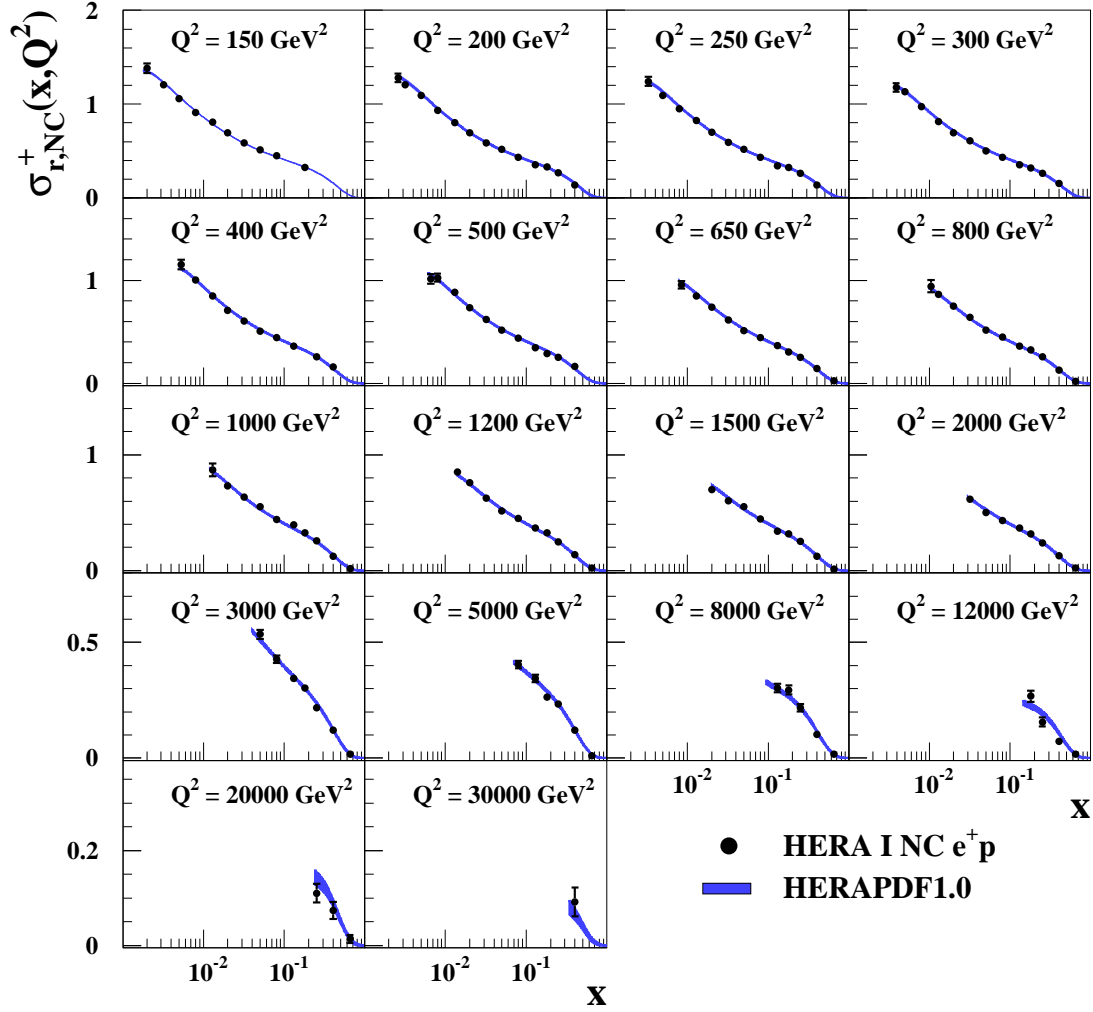 σ⁺r,NC(x,Q²)
2
Q² = 150 GeV² Q² = 200 GeV² Q² = 250 GeV² Q² = 300 GeV²
1
0
Q² = 400 GeV² Q² = 500 GeV² Q² = 650 GeV² Q² = 800 GeV²
1
0
Q² = 1000 GeV² Q² = 1200 GeV² Q² = 1500 GeV² Q² = 2000 GeV²
1
0
Q² = 3000 GeV² Q² = 5000 GeV² Q² = 8000 GeV² Q² = 12000 GeV²
0.5
0
10⁻² 10⁻¹ 10⁻² 10⁻¹
x
Q² = 20000 GeV² Q² = 30000 GeV²
0.2
HERA I NC e⁺p
HERAPDF1.0
0
10⁻² 10⁻¹ 10⁻² 10⁻¹
x